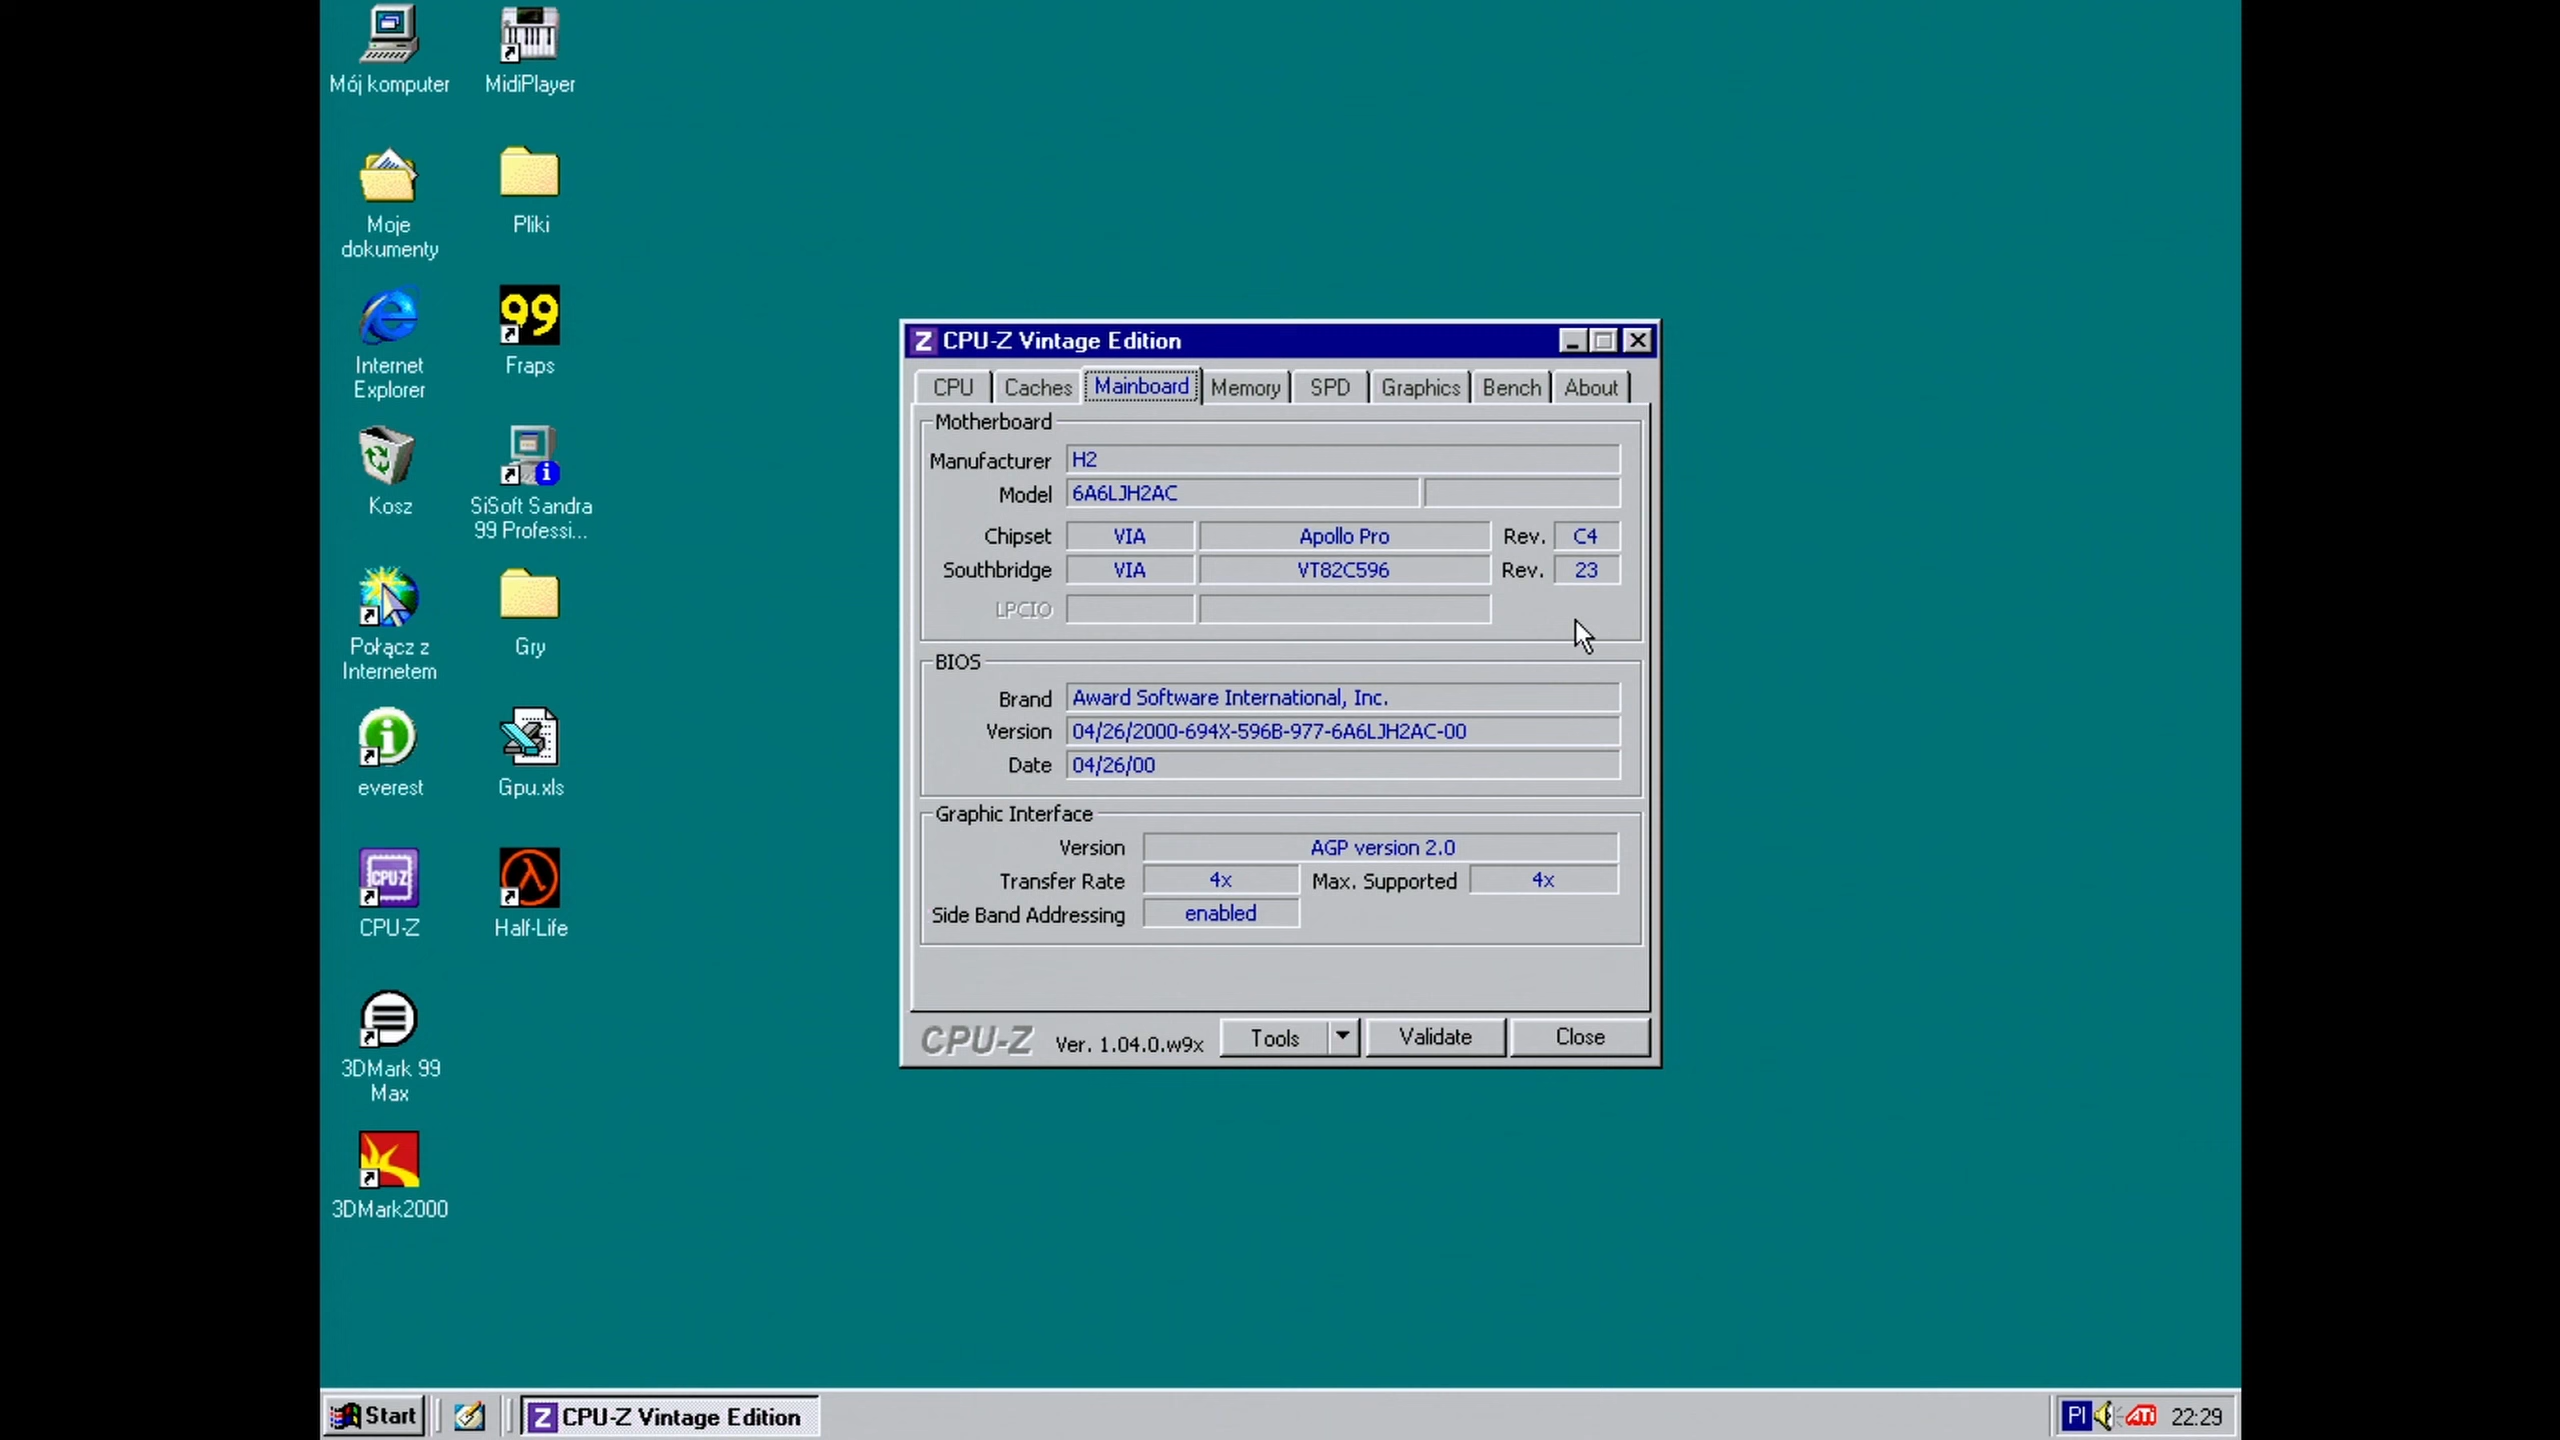 Mój komputer
MidiPlayer
Moje
dokumenty
Pliki
Internet
Explorer
99
Fraps
Kosz
SiSoft Sandra
99 Professi...
Połącz z
Internetem
Gry
everest
Gpu.xls
CPU-Z
CPU-Z
Half-Life
3DMark 99
Max
3DMark2000
Z CPU-Z Vintage Edition
CPU Caches Mainboard Memory SPD Graphics Bench About
Motherboard
Manufacturer H2
Model 6A6LJH2AC
Chipset VIA Apollo Pro Rev. C4
Southbridge VIA VT82C596 Rev. 23
LPCIO
BIOS
Brand Award Software International, Inc.
Version 04/26/2000-694X-596B-977-6A6LJH2AC-00
Date 04/26/00
Graphic Interface
Version AGP version 2.0
Transfer Rate 4x Max. Supported 4x
Side Band Addressing enabled
CPU-Z Ver. 1.04.0.w9x Tools Validate Close
Start Z CPU-Z Vintage Edition Pl ATi 22:29